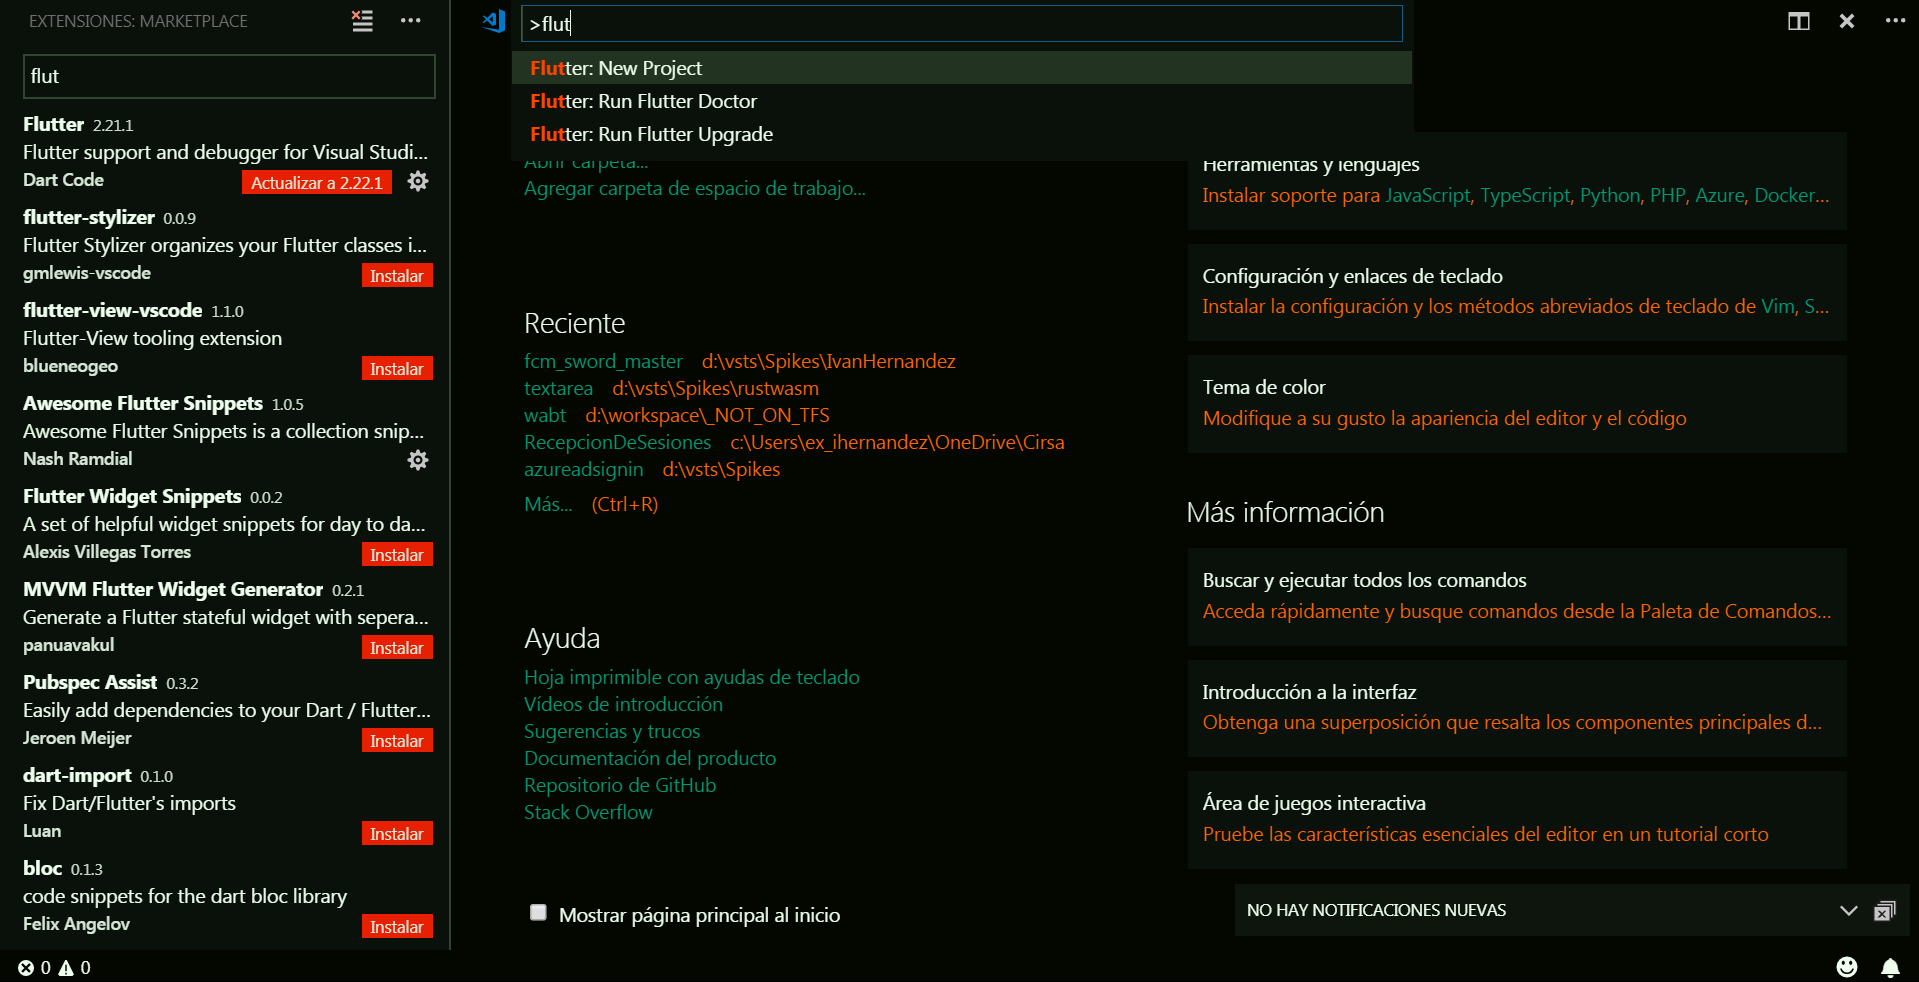 EXTENSIONES: MARKETPLACE
flut
Flutter 2.21.1
Flutter support and debugger for Visual Studi...
Dart Code Actualizar a 2.22.1
flutter-stylizer 0.0.9
Flutter Stylizer organizes your Flutter classes i...
gmlewis-vscode Instalar
flutter-view-vscode 1.1.0
Flutter-View tooling extension
blueneogeo Instalar
Awesome Flutter Snippets 1.0.5
Awesome Flutter Snippets is a collection snip...
Nash Ramdial
Flutter Widget Snippets 0.0.2
A set of helpful widget snippets for day to da...
Alexis Villegas Torres Instalar
MVVM Flutter Widget Generator 0.2.1
Generate a Flutter stateful widget with sepera...
panuavakul Instalar
Pubspec Assist 0.3.2
Easily add dependencies to your Dart / Flutter...
Jeroen Meijer Instalar
dart-import 0.1.0
Fix Dart/Flutter's imports
Luan Instalar
bloc 0.1.3
code snippets for the dart bloc library
Felix Angelov Instalar
>flut
Flutter: New Project
Flutter: Run Flutter Doctor
Flutter: Run Flutter Upgrade
Abrir carpeta...
Agregar carpeta de espacio de trabajo...
Reciente
fcm_sword_master d:\vsts\Spikes\IvanHernandez
textarea d:\vsts\Spikes\rustwasm
wabt d:\workspace\_NOT_ON_TFS
RecepcionDeSesiones c:\Users\ex_ihernandez\OneDrive\Cirsa
azureadsignin d:\vsts\Spikes
Más... (Ctrl+R)
Ayuda
Hoja imprimible con ayudas de teclado
Vídeos de introducción
Sugerencias y trucos
Documentación del producto
Repositorio de GitHub
Stack Overflow
Mostrar página principal al inicio
Herramientas y lenguajes
Instalar soporte para JavaScript, TypeScript, Python, PHP, Azure, Docker...
Configuración y enlaces de teclado
Instalar la configuración y los métodos abreviados de teclado de Vim, S...
Tema de color
Modifique a su gusto la apariencia del editor y el código
Más información
Buscar y ejecutar todos los comandos
Acceda rápidamente y busque comandos desde la Paleta de Comandos...
Introducción a la interfaz
Obtenga una superposición que resalta los componentes principales d...
Área de juegos interactiva
Pruebe las características esenciales del editor en un tutorial corto
NO HAY NOTIFICACIONES NUEVAS
0 0